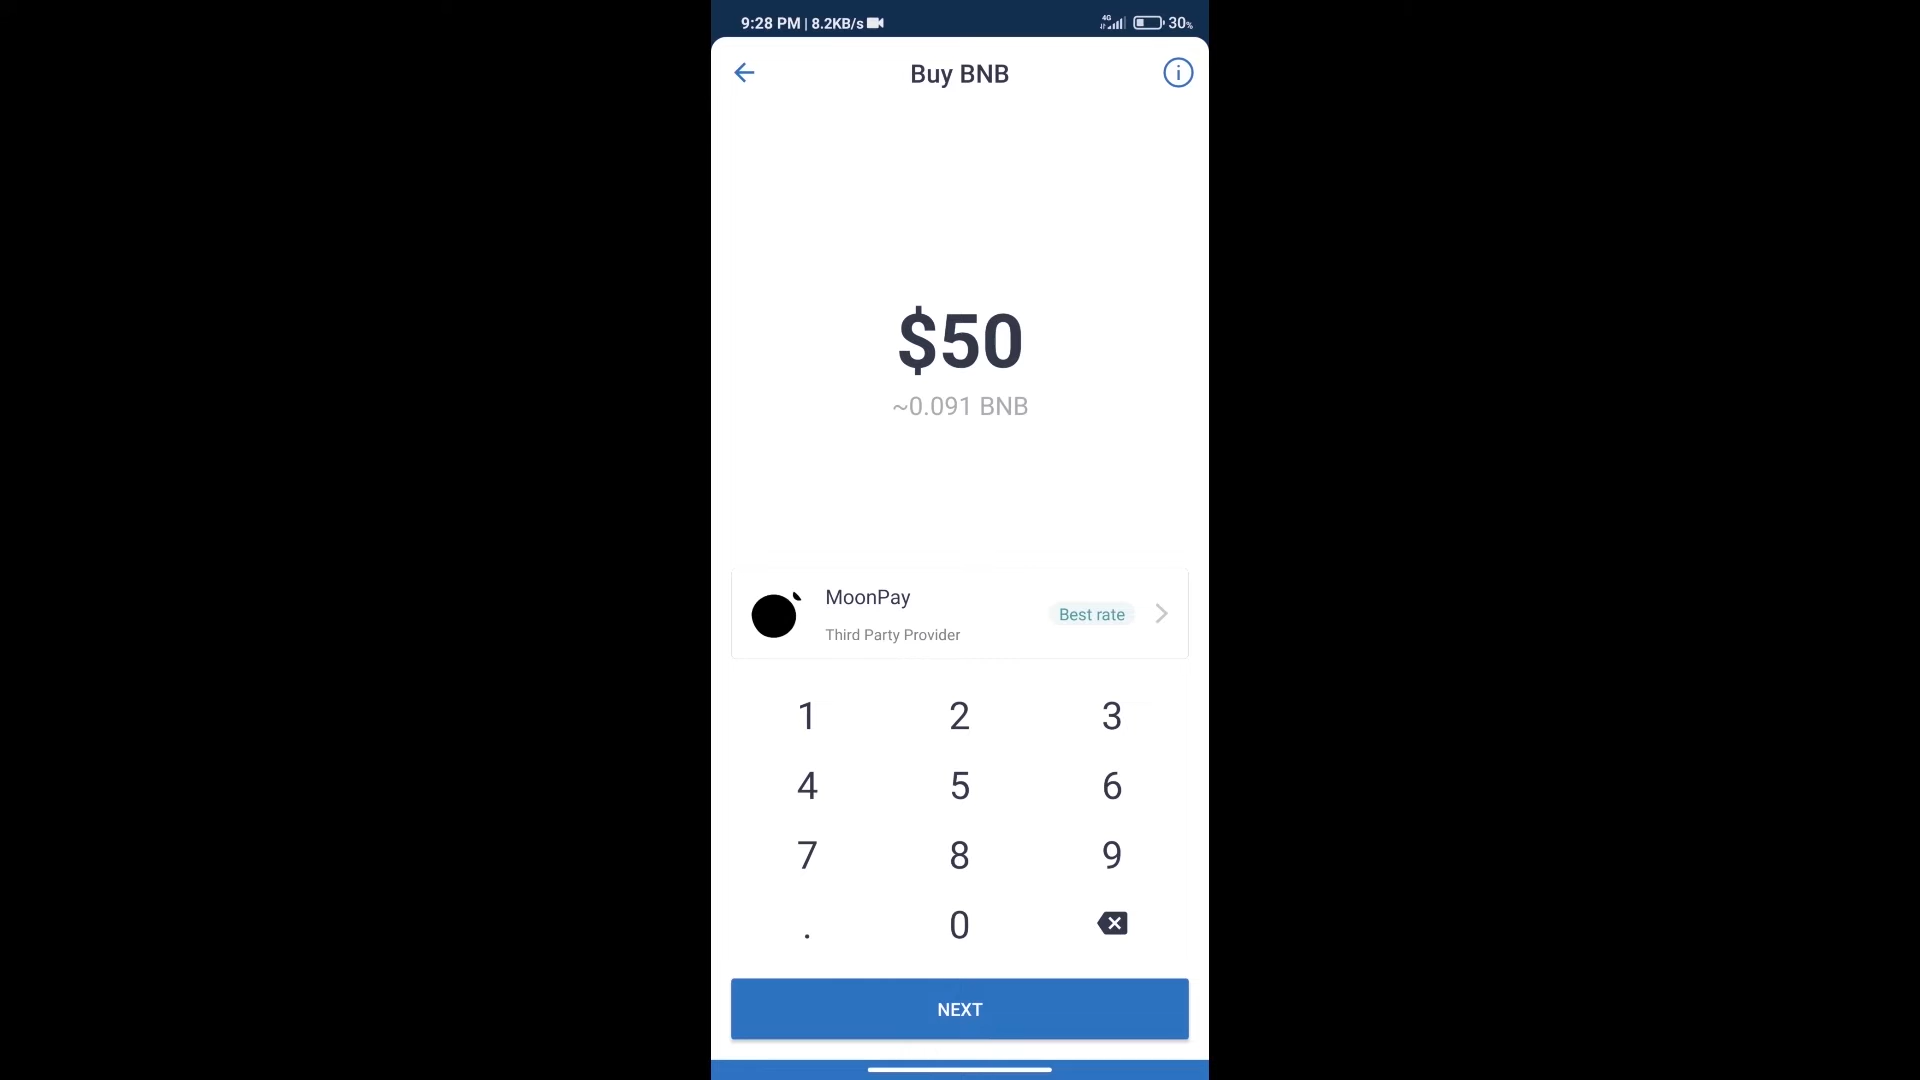 9:28 PM | 8.2KB/s 4G 30%
Buy BNB
$50
~0.091 BNB
MoonPay
Best rate
Third Party Provider
1 2 3
4 5 6
7 8 9
. 0
NEXT